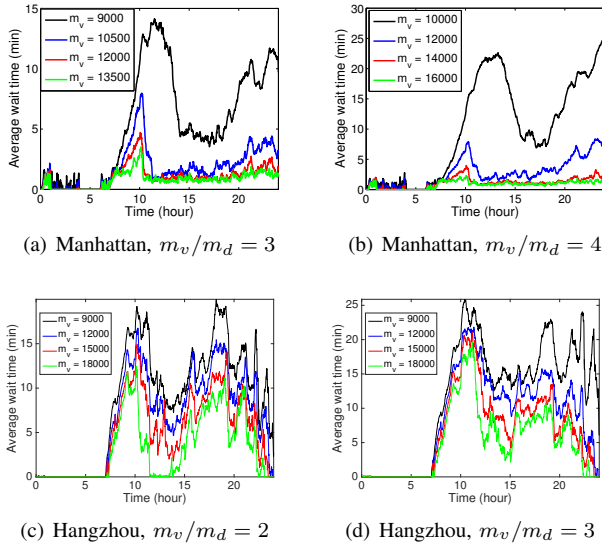 Average wait time (min)
15
10
5
0
0 5 10 15 20
Time (hour)
m_v = 9000
m_v = 10500
m_v = 12000
m_v = 13500
(a) Manhattan, m_v/m_d = 3
Average wait time (min)
30
25
20
15
10
5
0
0 5 10 15 20
Time (hour)
m_v = 10000
m_v = 12000
m_v = 14000
m_v = 16000
(b) Manhattan, m_v/m_d = 4
Average wait time (min)
15
10
5
0
0 5 10 15 20
Time (hour)
m_v = 9000
m_v = 12000
m_v = 15000
m_v = 18000
(c) Hangzhou, m_v/m_d = 2
Average wait time (min)
25
20
15
10
5
0
0 5 10 15 20
Time (hour)
m_v = 9000
m_v = 12000
m_v = 15000
m_v = 18000
(d) Hangzhou, m_v/m_d = 3